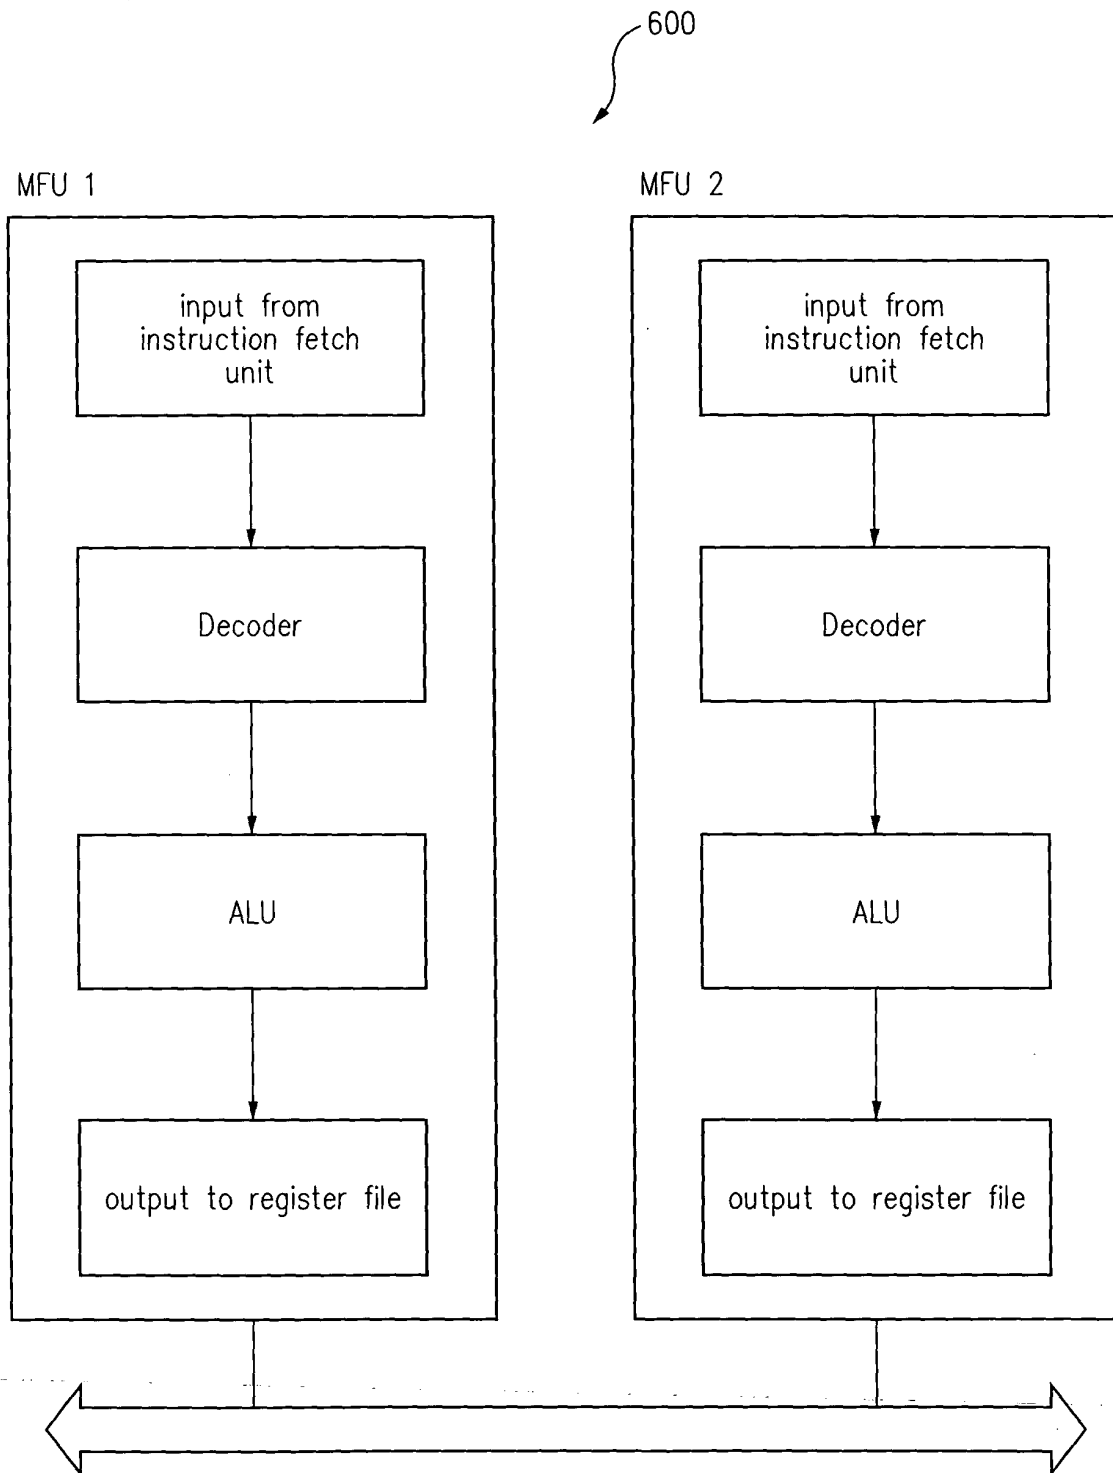 600
MFU 1
input from
instruction fetch
unit
Decoder
ALU
output to register file
MFU 2
input from
instruction fetch
unit
Decoder
ALU
output to register file